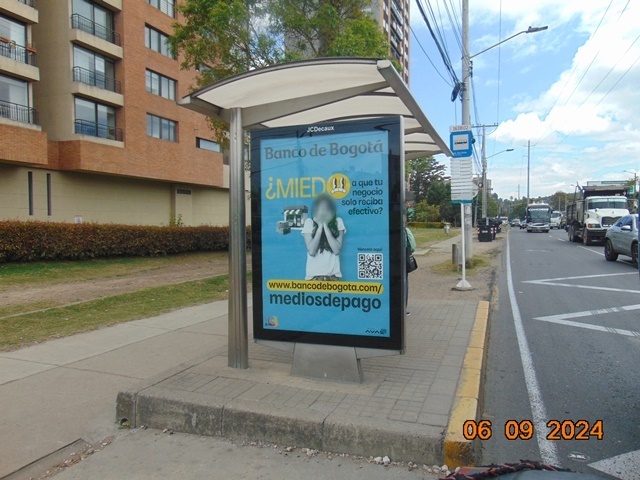 JCDecaux
Banco de Bogotá
¿MIEDO
a que tu
negocio
solo reciba
efectivo?
www.bancodebogota.com/
mediosdepago
06 09 2024